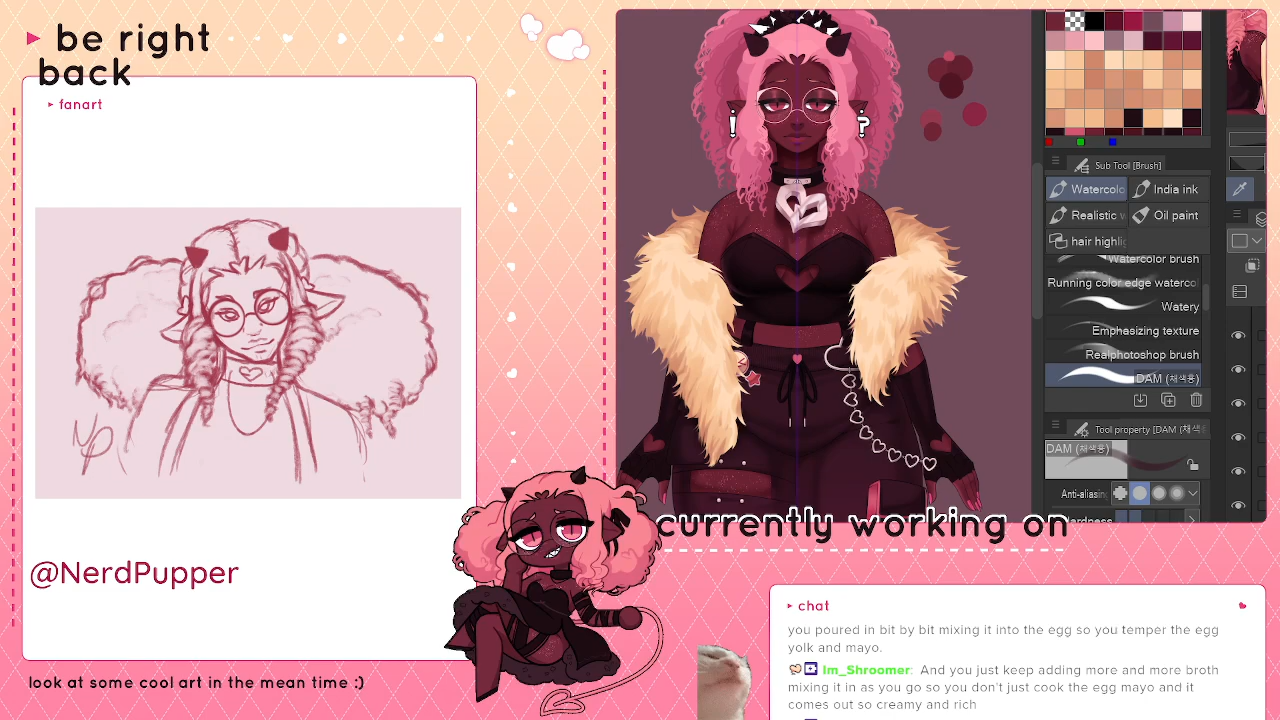 be right
back
fanart
@NerdPupper
look at some cool art in the mean time :)
! ?
currently working on
Sub Tool [Brush]
India ink
Realistic
Oil paint
hair highlig
Watercolor brush
Running color edge waterco
Watery
Emphasizing texture
Realphotoshop brush
DAM (채색용)
Tool property [DAM (채색
DAM (채색용)
Anti-aliasin
Hardness
chat
you poured in bit by bit mixing it into the egg so you temper the egg
yolk and mayo.
Im_Shroomer: And you just keep adding more and more broth
mixing it in as you go so you don't just cook the egg mayo and it
comes out so creamy and rich